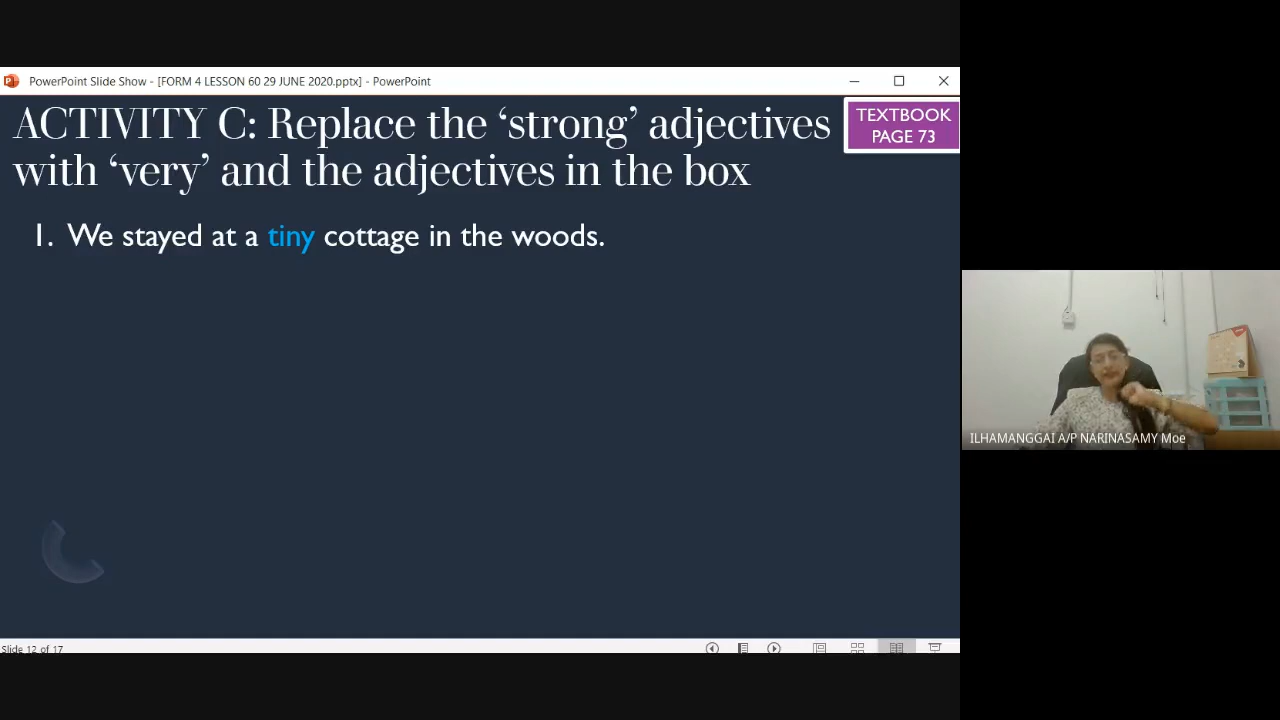 PowerPoint Slide Show - [FORM 4 LESSON 60 29 JUNE 2020.pptx] - PowerPoint
ACTIVITY C: Replace the ‘strong’ adjectives
with ‘very’ and the adjectives in the box
TEXTBOOK
PAGE 73
1. We stayed at a tiny cottage in the woods.
ILHAMANGGAI A/P NARINASAMY Moe
Slide 12 of 17